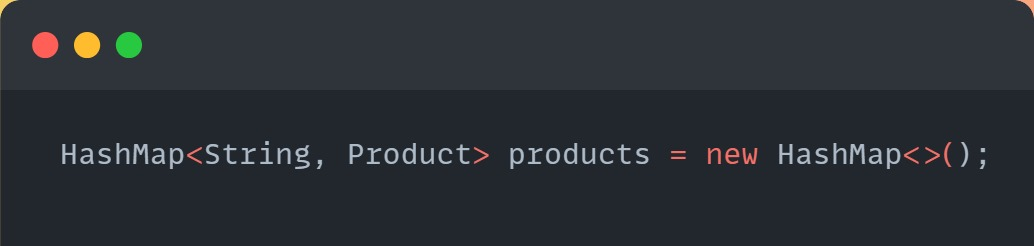 HashMap<String, Product> products = new HashMap<>();